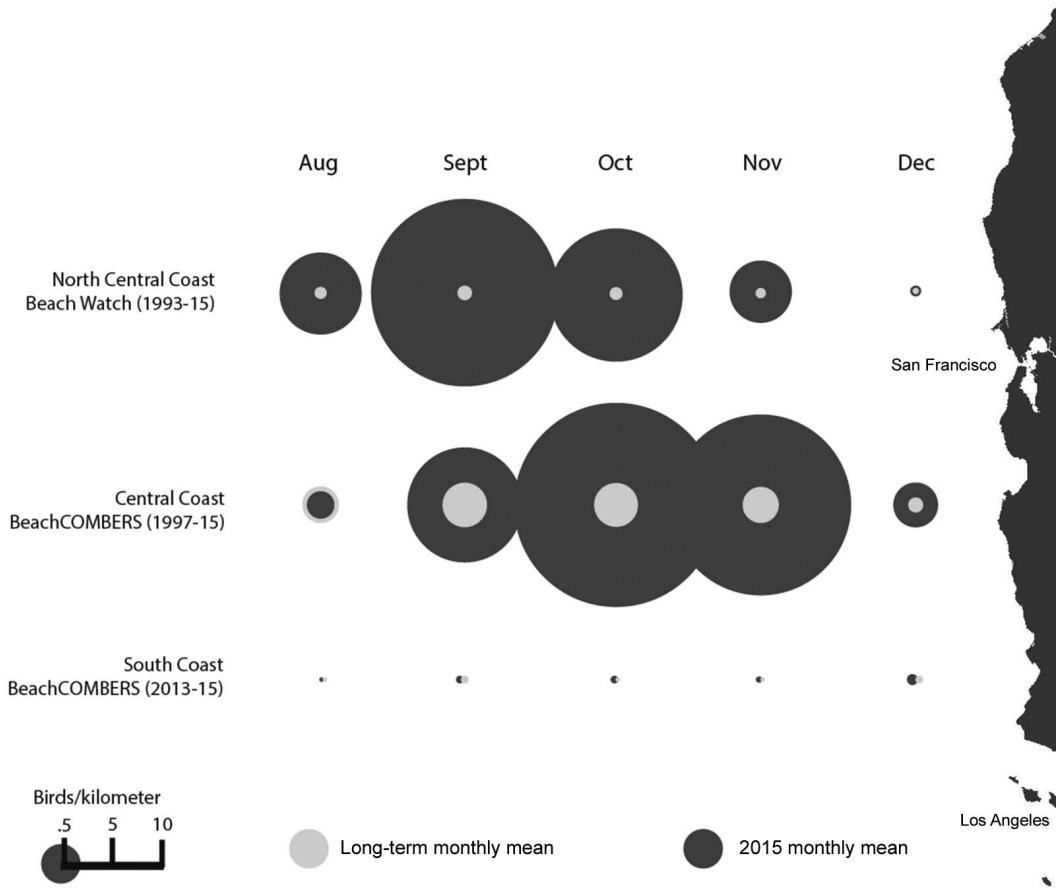 Aug Sept Oct Nov Dec
North Central Coast
Beach Watch (1993-15)
San Francisco
Central Coast
BeachCOMBERS (1997-15)
South Coast
BeachCOMBERS (2013-15)
Birds/kilometer
.5 5 10
Los Angeles
Long-term monthly mean
2015 monthly mean